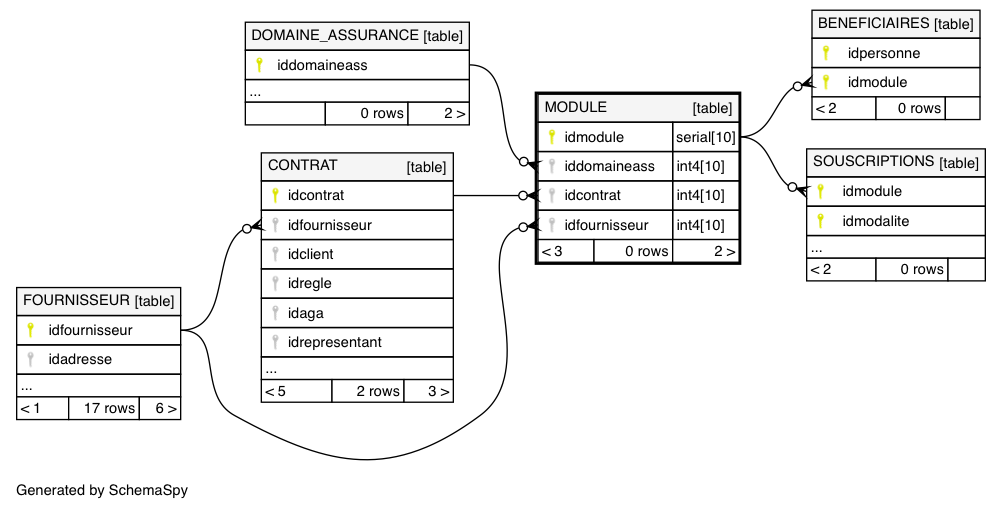 DOMAINE_ASSURANCE [table]
iddomaineass
...
0 rows 2 >
CONTRAT [table]
idcontrat
idfournisseur
idclient
idregle
idaga
idrepresentant
...
< 5 2 rows 3 >
FOURNISSEUR [table]
idfournisseur
idadresse
...
< 1 17 rows 6 >
MODULE [table]
idmodule serial[10]
iddomaineass int4[10]
idcontrat int4[10]
idfournisseur int4[10]
< 3 0 rows 2 >
BENEFICIAIRES [table]
idpersonne
idmodule
< 2 0 rows
SOUSCRIPTIONS [table]
idmodule
idmodalite
...
< 2 0 rows
Generated by SchemaSpy